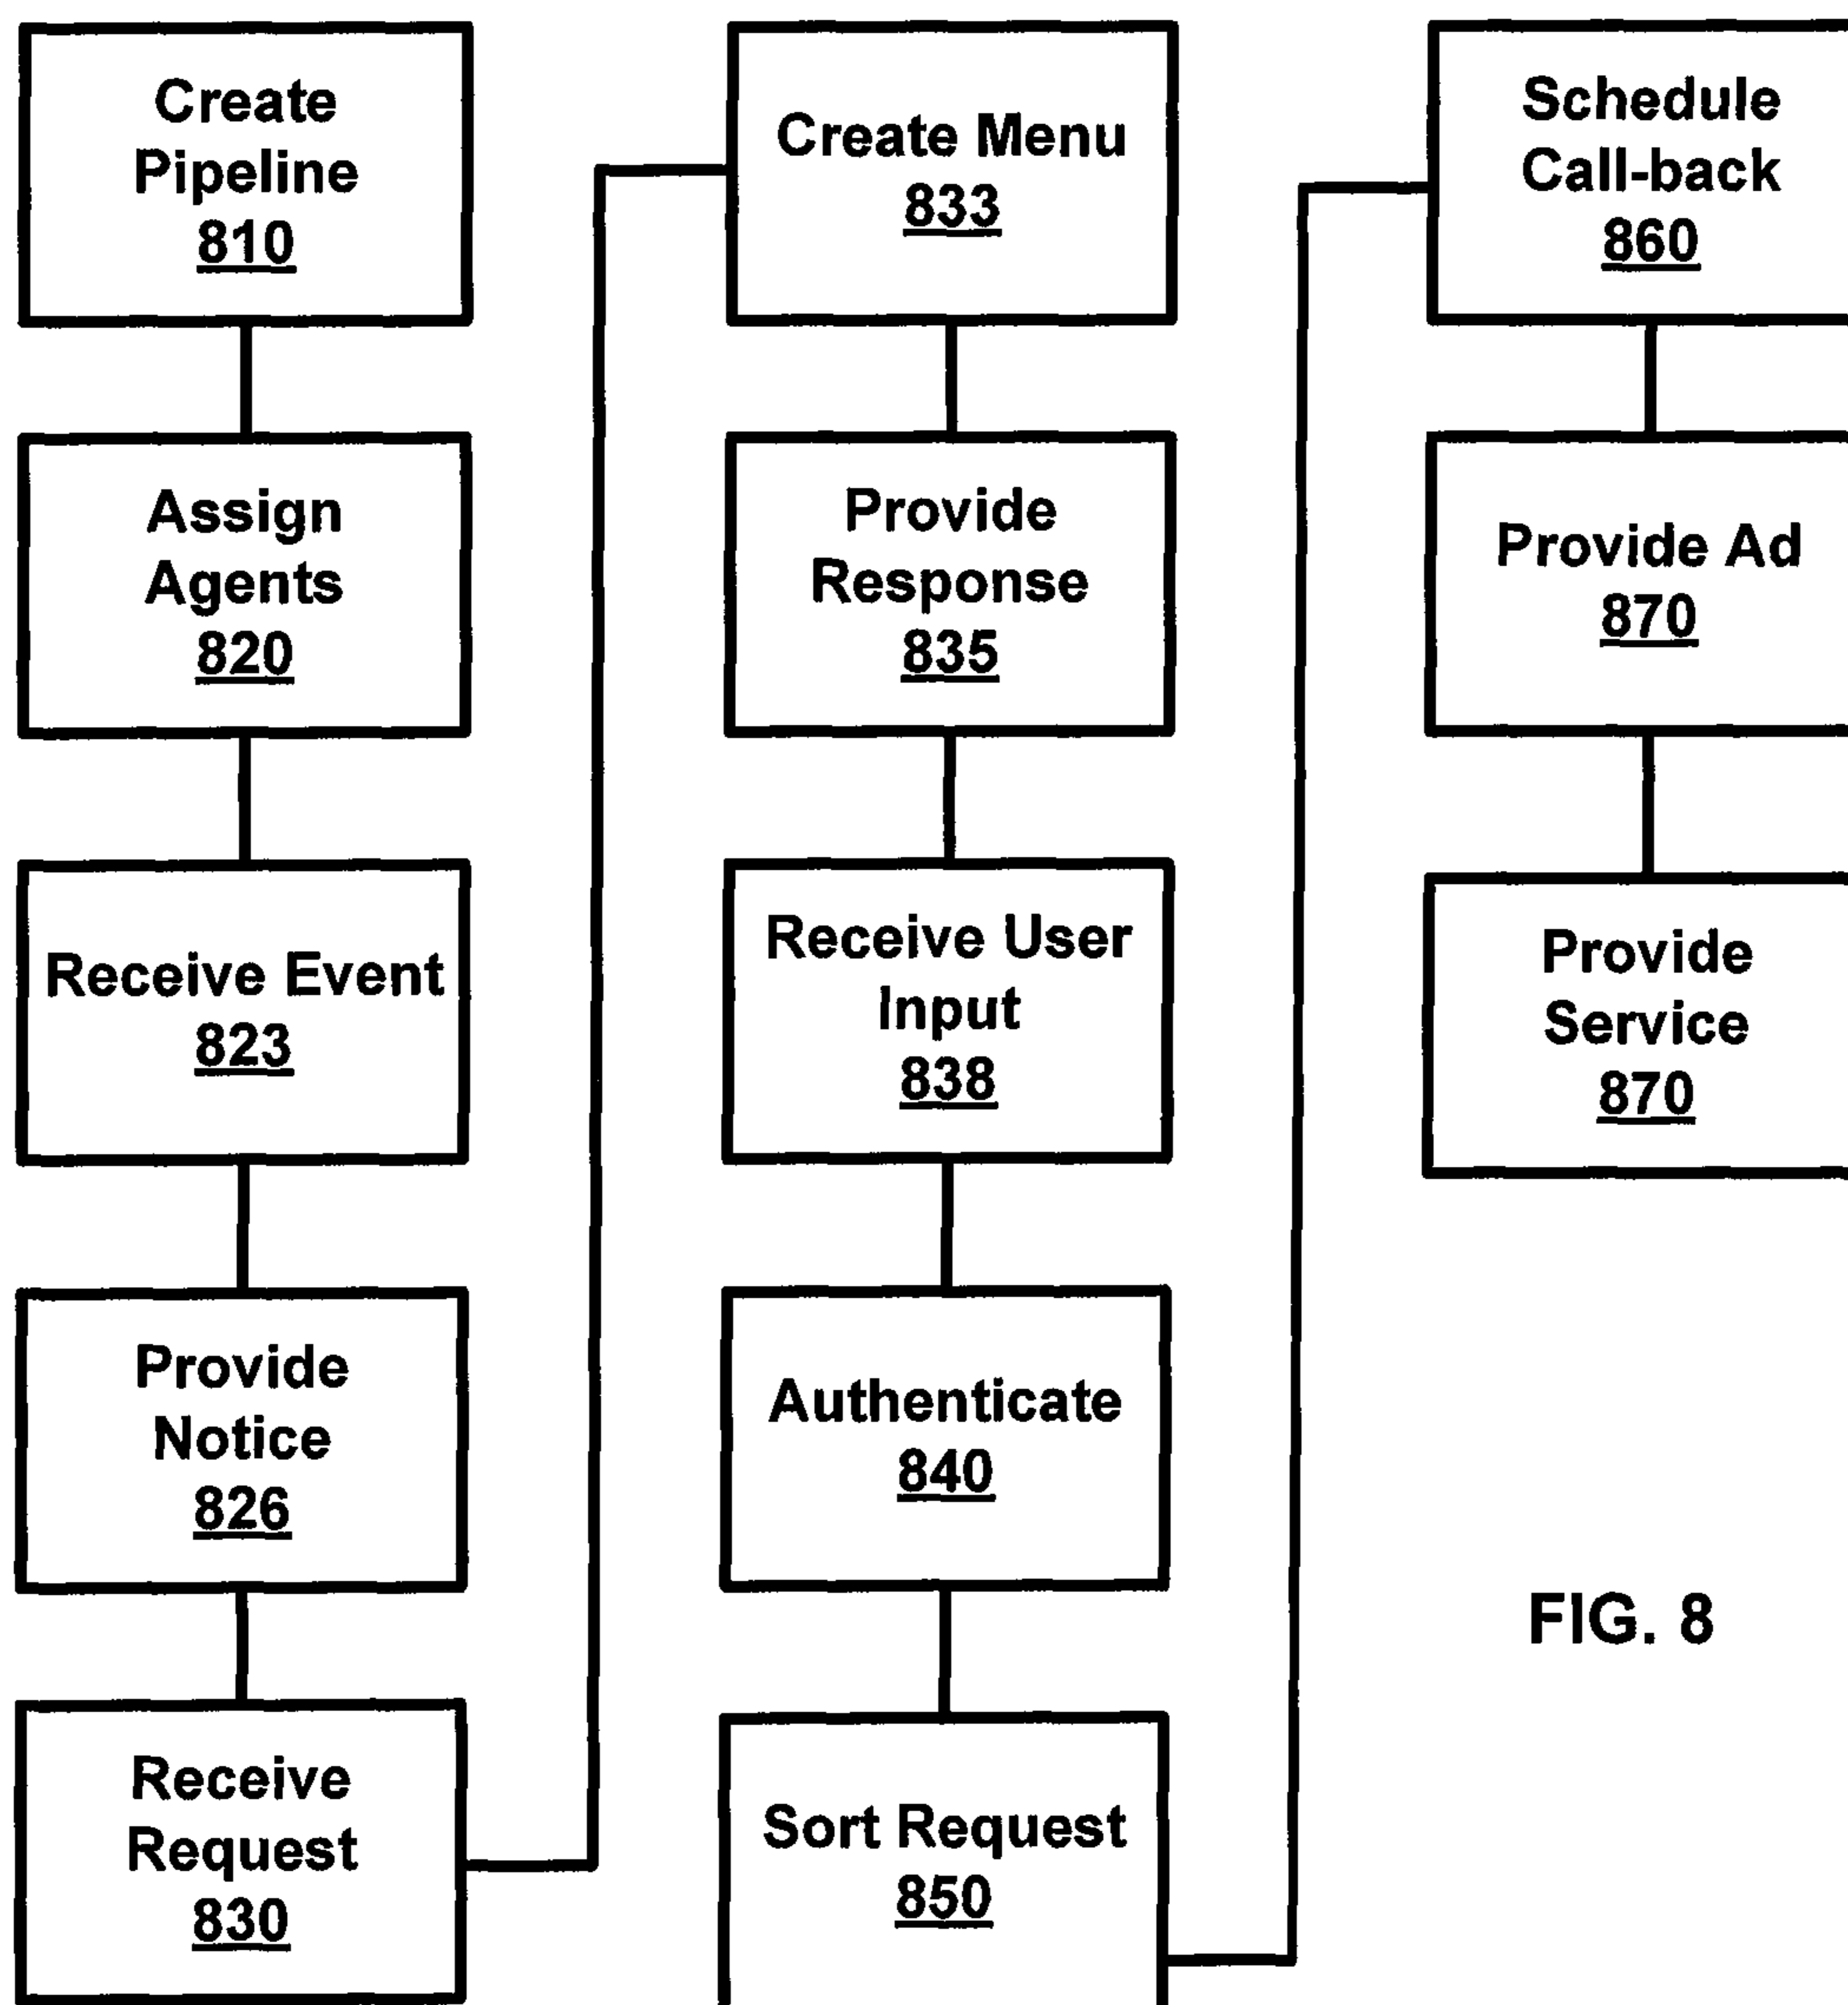 Create
Pipeline
810
Assign
Agents
820
Receive Event
823
Provide
Notice
826
Receive
Request
830
Create Menu
833
Provide
Response
835
Receive User
Input
838
Authenticate
840
Sort Request
850
Schedule
Call-back
860
Provide Ad
870
Provide
Service
870
FIG. 8